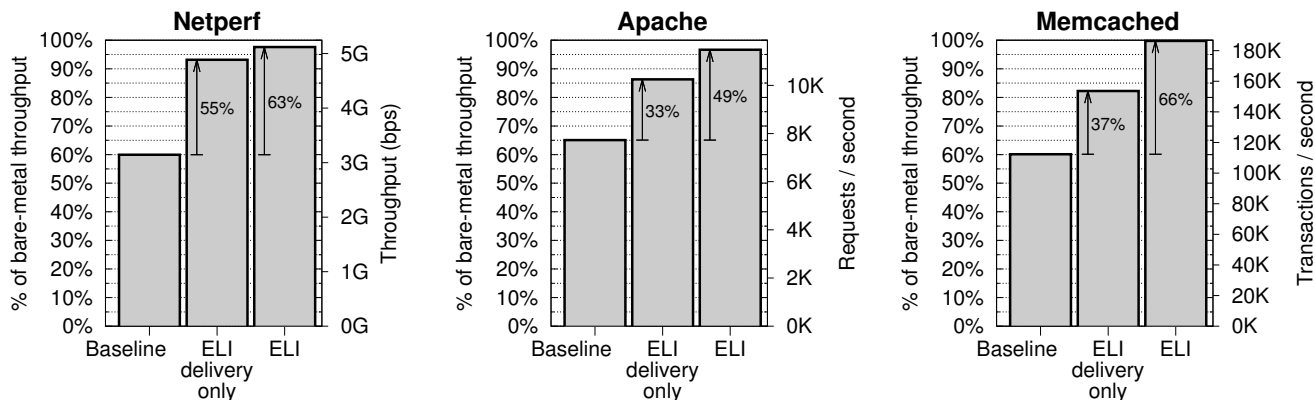 Netperf
% of bare-metal throughput
100%
90%
80%
70%
60%
50%
40%
30%
20%
10%
0%
55%
63%
5G
4G
3G
2G
1G
0G
Throughput (bps)
Baseline
ELI
delivery
only
ELI
Apache
% of bare-metal throughput
100%
90%
80%
70%
60%
50%
40%
30%
20%
10%
0%
33%
49%
10K
8K
6K
4K
2K
0K
Requests / second
Baseline
ELI
delivery
only
ELI
Memcached
% of bare-metal throughput
100%
90%
80%
70%
60%
50%
40%
30%
20%
10%
0%
37%
66%
180K
160K
140K
120K
100K
80K
60K
40K
20K
0K
Transactions / second
Baseline
ELI
delivery
only
ELI